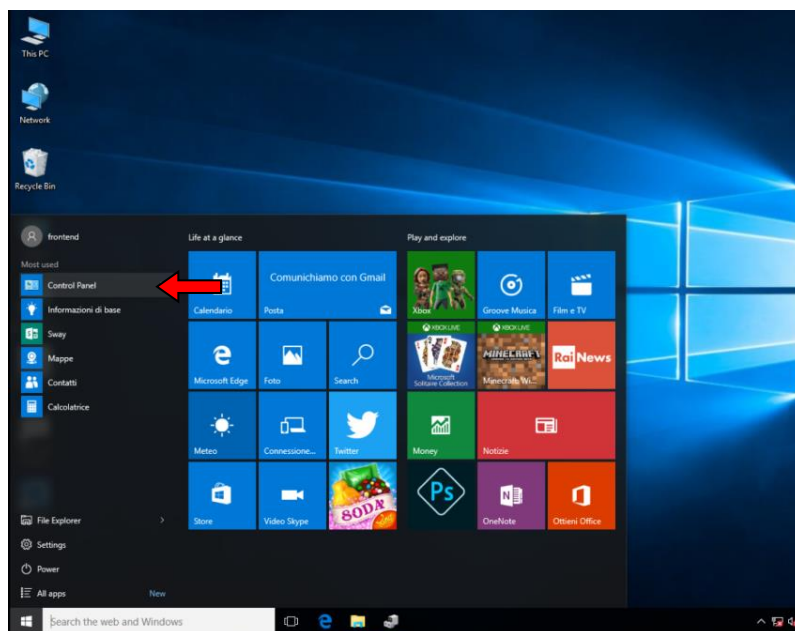 This PC
Network
Recycle Bin
frontend
Most used
Control Panel
Informazioni di base
Sway
Mappe
Contatti
Calcolatrice
File Explorer
Settings
Power
All apps
New
Life at a glance
Calendario
Comunichiamo con Gmail
Posta
Microsoft Edge
Foto
Search
Meteo
Connessione...
Twitter
Store
Video Skype
SODA
Play and explore
Xbox
Groove Musica
Film e TV
XBOX LIVE
Microsoft
Solitaire Collection
XBOX LIVE
MINECRAFT
Minecraft: Wi...
Rai News
Money
Notizie
Ps
N
OneNote
Ottieni Office
Search the web and Windows